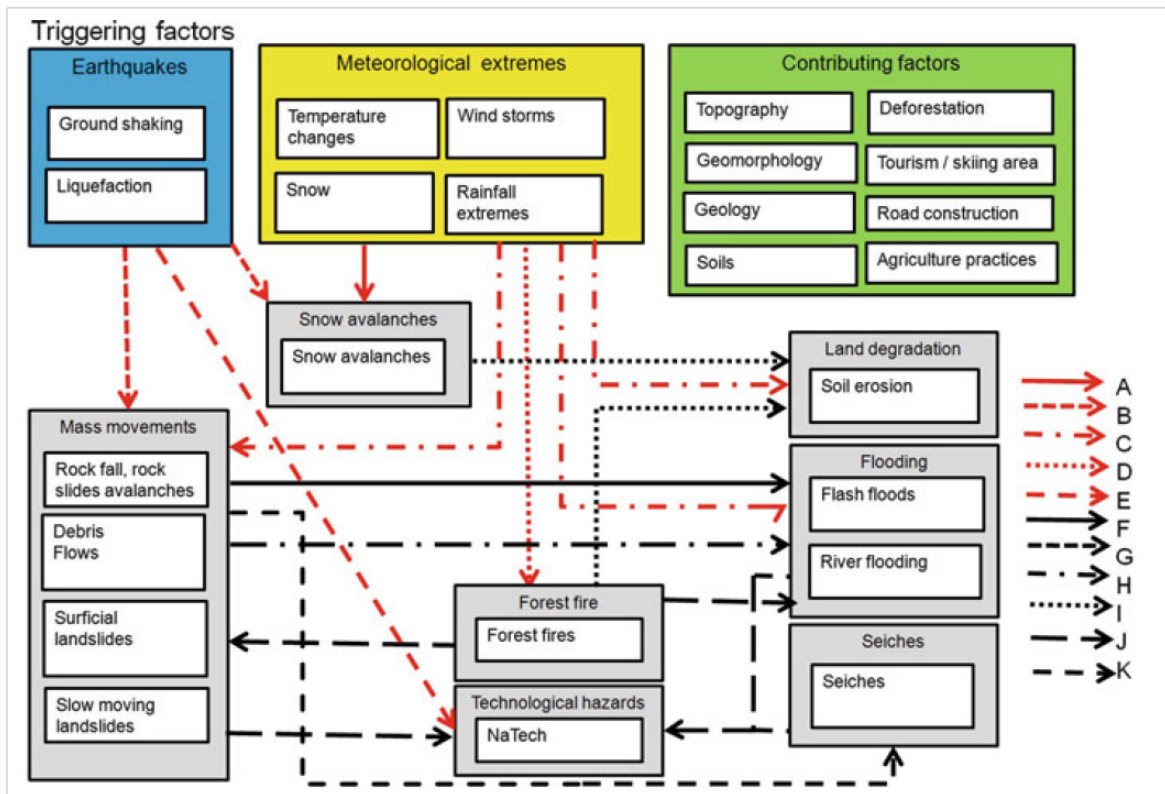 Triggering factors
Earthquakes
Ground shaking
Liquefaction
Meteorological extremes
Temperature
changes
Wind storms
Snow
Rainfall
extremes
Contributing factors
Topography
Deforestation
Geomorphology
Tourism / skiing area
Geology
Road construction
Soils
Agriculture practices
Snow avalanches
Snow avalanches
Land degradation
Soil erosion
Mass movements
Rock fall, rock
slides avalanches
Debris
Flows
Surficial
landslides
Slow moving
landslides
Flooding
Flash floods
River flooding
Forest fire
Forest fires
Technological hazards
NaTech
Seiches
Seiches
A
B
C
D
E
F
G
H
I
J
K